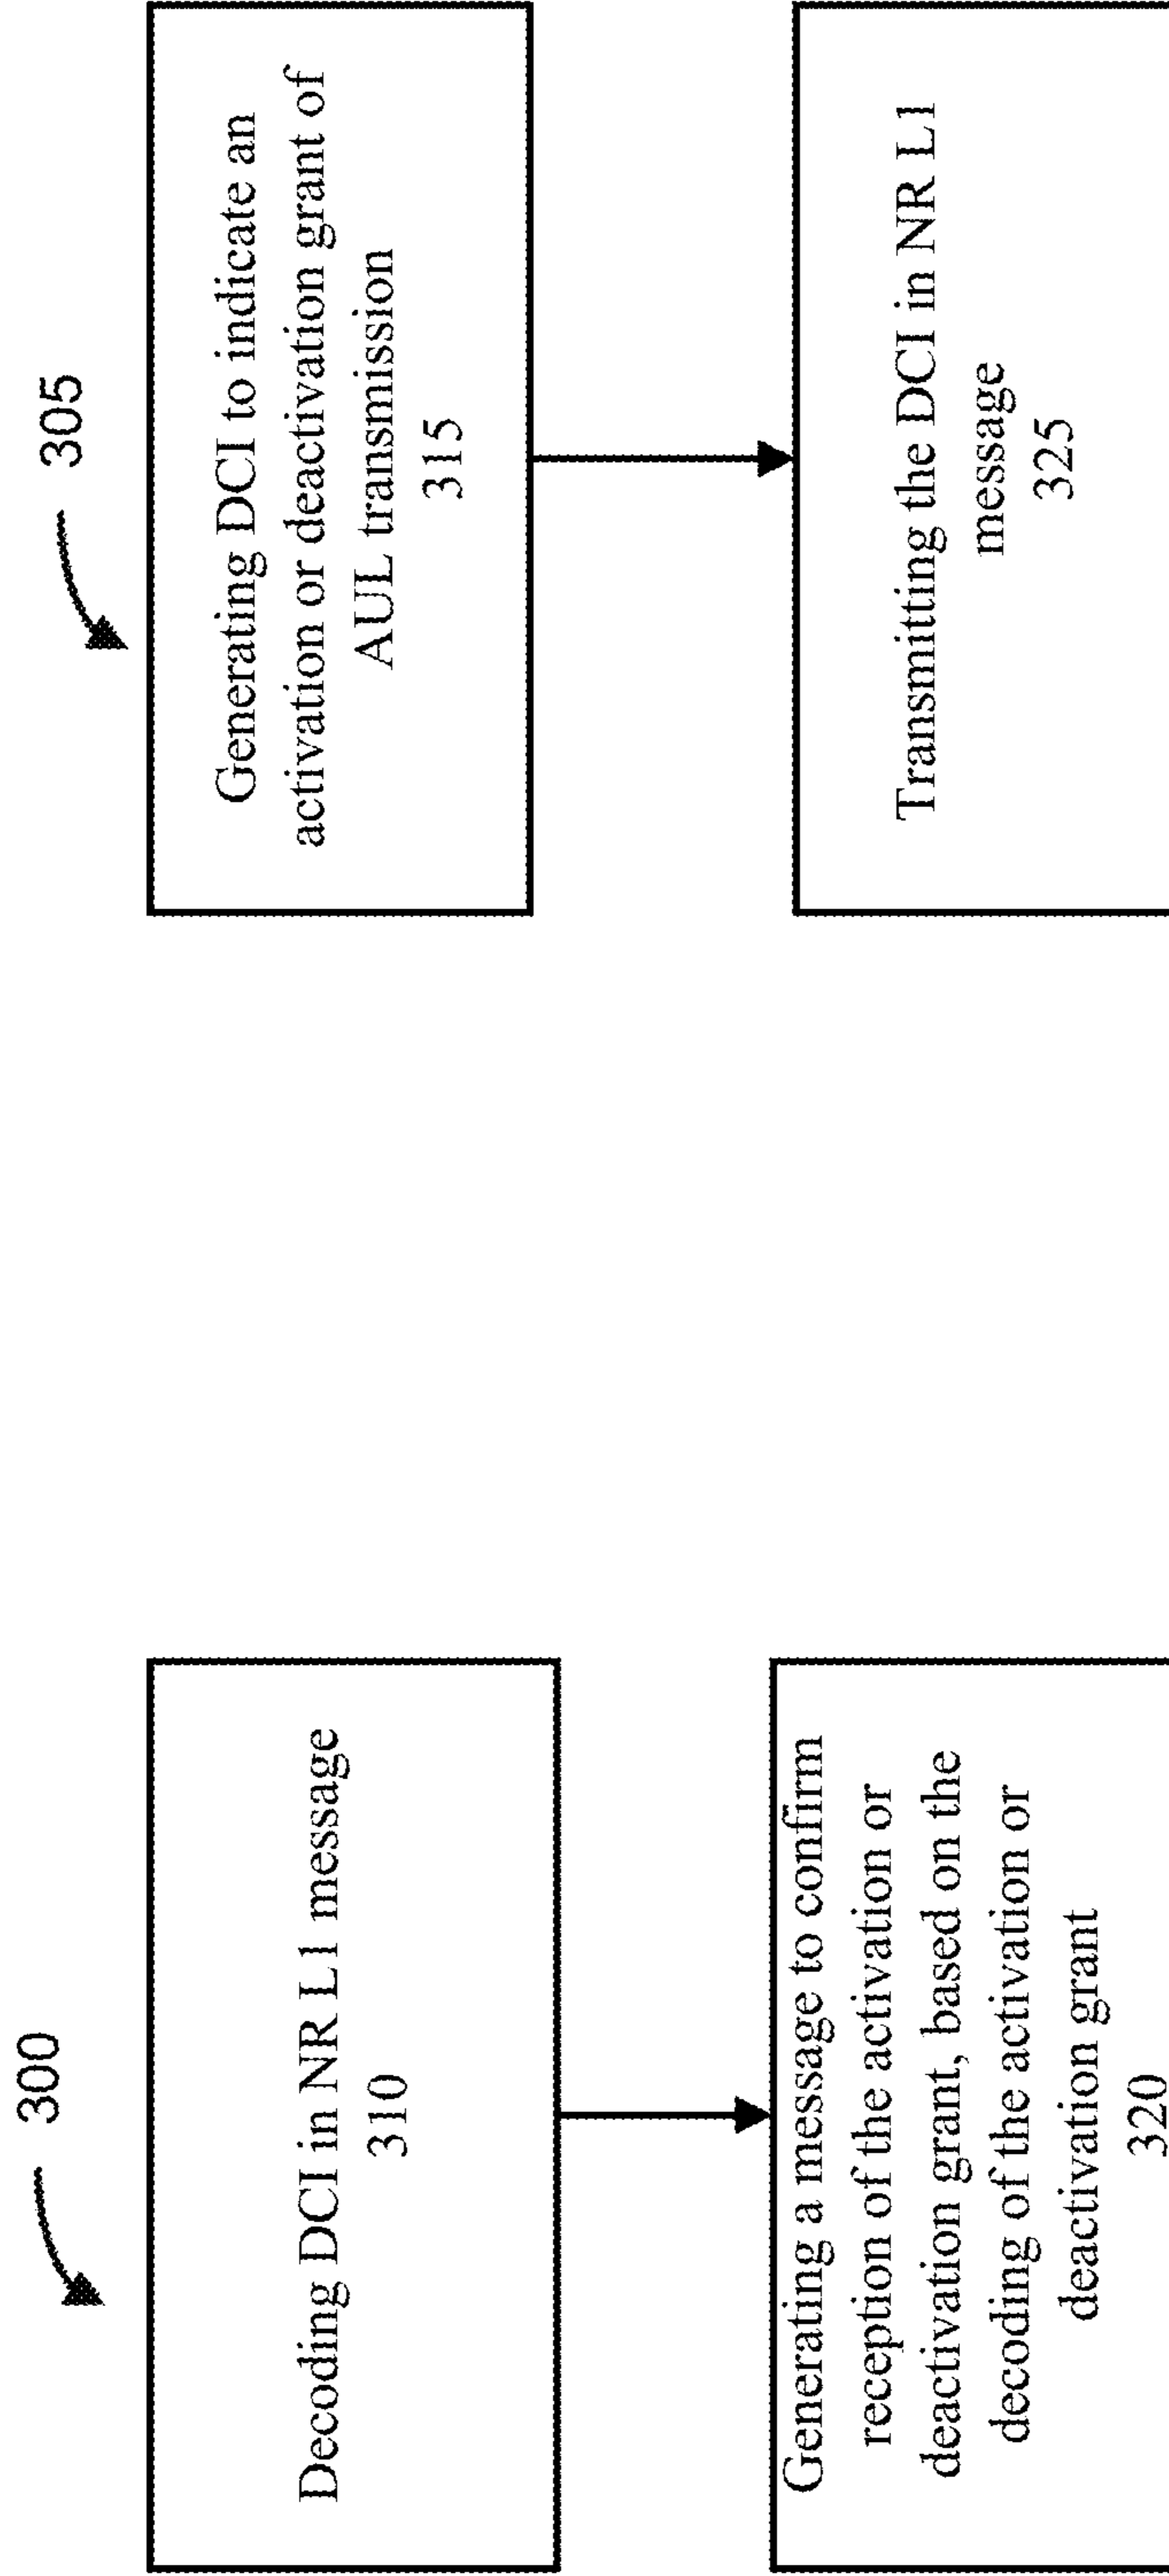 300
Decoding DCI in NR L1 message
310
Generating a message to confirm
reception of the activation or
deactivation grant, based on the
decoding of the activation or
deactivation grant
320
305
Generating DCI to indicate an
activation or deactivation grant of
AUL transmission
315
Transmitting the DCI in NR L1
message
325